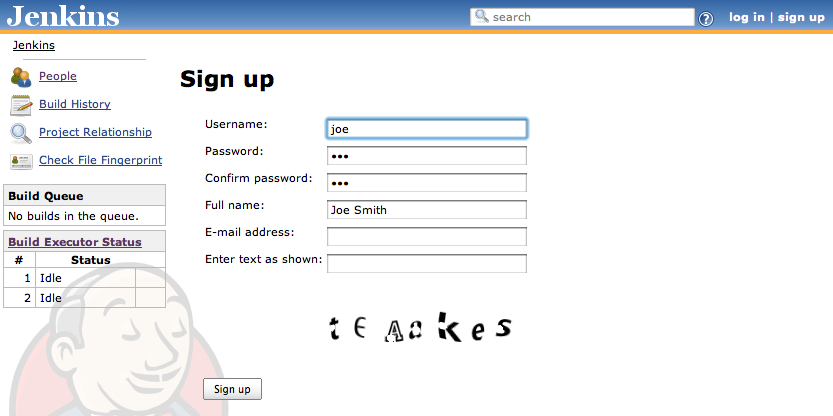 Jenkins
search
?
log in | sign up
Jenkins
People
Build History
Project Relationship
Check File Fingerprint
Build Queue
No builds in the queue.
Build Executor Status
# Status
1 Idle
2 Idle
Sign up
Username: joe
Password: •••
Confirm password: •••
Full name: Joe Smith
E-mail address:
Enter text as shown:
Sign up